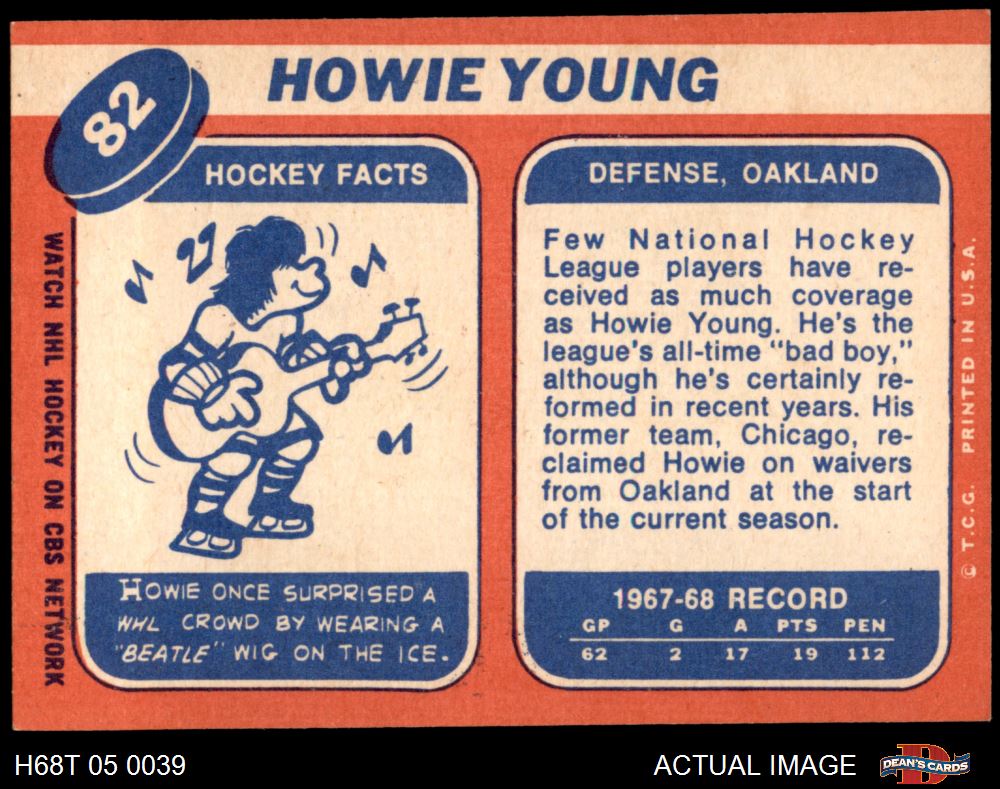 82
HOWIE YOUNG
HOCKEY FACTS
HOWIE ONCE SURPRISED A
WHL CROWD BY WEARING A
"BEATLE" WIG ON THE ICE.
WATCH NHL HOCKEY ON CBS NETWORK
DEFENSE, OAKLAND
Few National Hockey
League players have re-
ceived as much coverage
as Howie Young. He's the
league's all-time "bad boy,"
although he's certainly re-
formed in recent years. His
former team, Chicago, re-
claimed Howie on waivers
from Oakland at the start
of the current season.
1967-68 RECORD
GP G A PTS PEN
62 2 17 19 112
© T.C.G. PRINTED IN U.S.A.
H68T 05 0039
ACTUAL IMAGE
D
DEAN'S CARDS